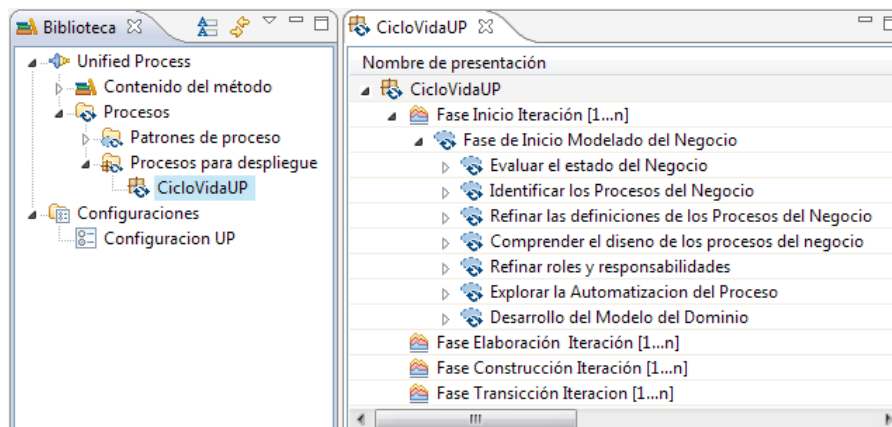 Biblioteca
Unified Process
Contenido del método
Procesos
Patrones de proceso
Procesos para despliegue
CicloVidaUP
Configuraciones
Configuracion UP
CicloVidaUP
Nombre de presentación
CicloVidaUP
Fase Inicio Iteración [1...n]
Fase de Inicio Modelado del Negocio
Evaluar el estado del Negocio
Identificar los Procesos del Negocio
Refinar las definiciones de los Procesos del Negocio
Comprender el diseno de los procesos del negocio
Refinar roles y responsabilidades
Explorar la Automatizacion del Proceso
Desarrollo del Modelo del Dominio
Fase Elaboración  Iteración [1...n]
Fase Construcción Iteración [1...n]
Fase Transicción Iteracion [1...n]